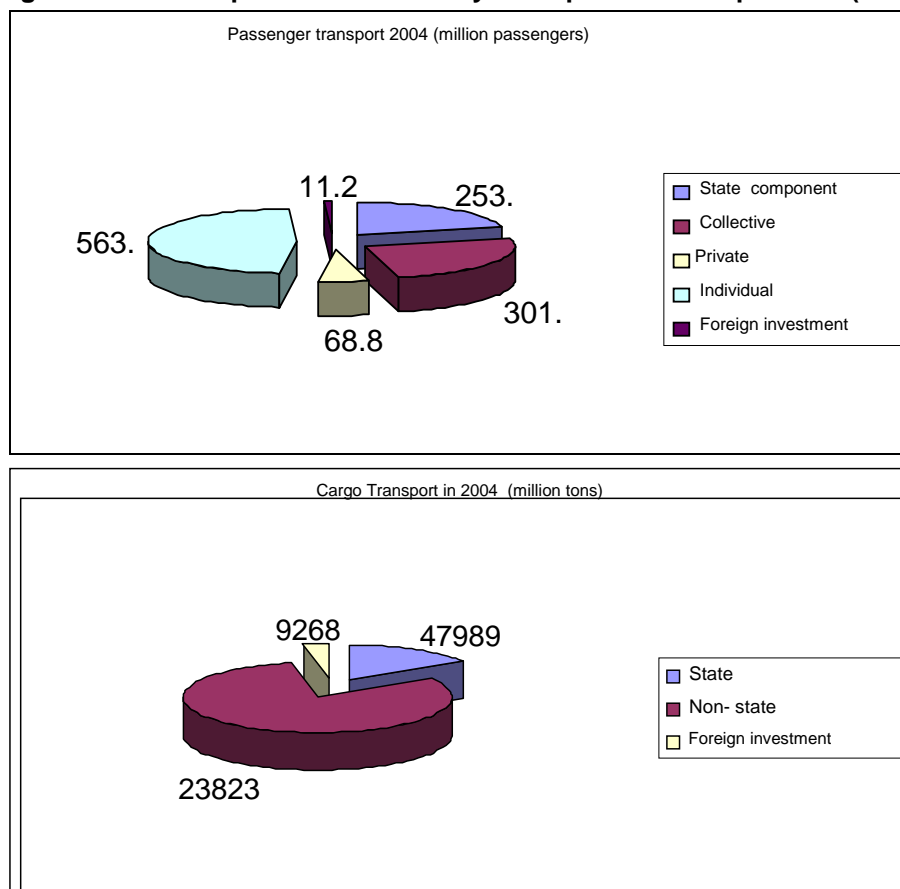 Passenger transport 2004 (million passengers)
11.2
253.
563.
301.
68.8
State component
Collective
Private
Individual
Foreign investment
Cargo Transport in 2004 (million tons)
9268
47989
23823
State
Non- state
Foreign investment